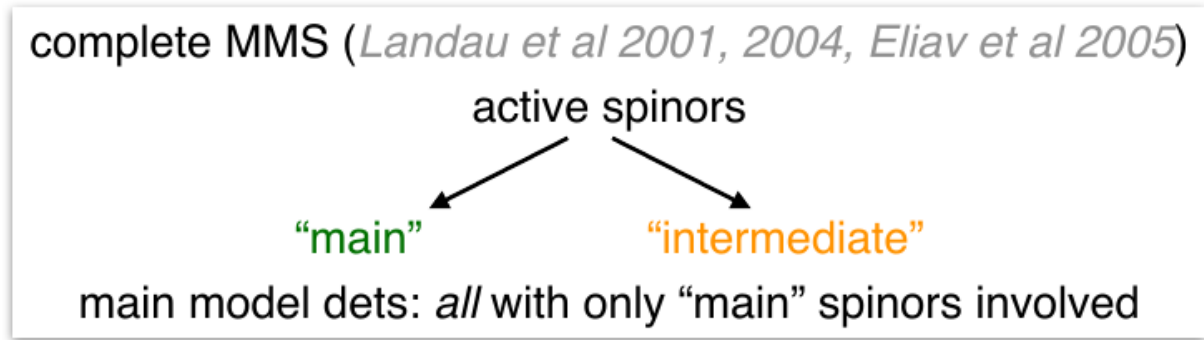 complete MMS (Landau et al 2001, 2004, Eliav et al 2005)
active spinors
“main” “intermediate”
main model dets: all with only “main” spinors involved